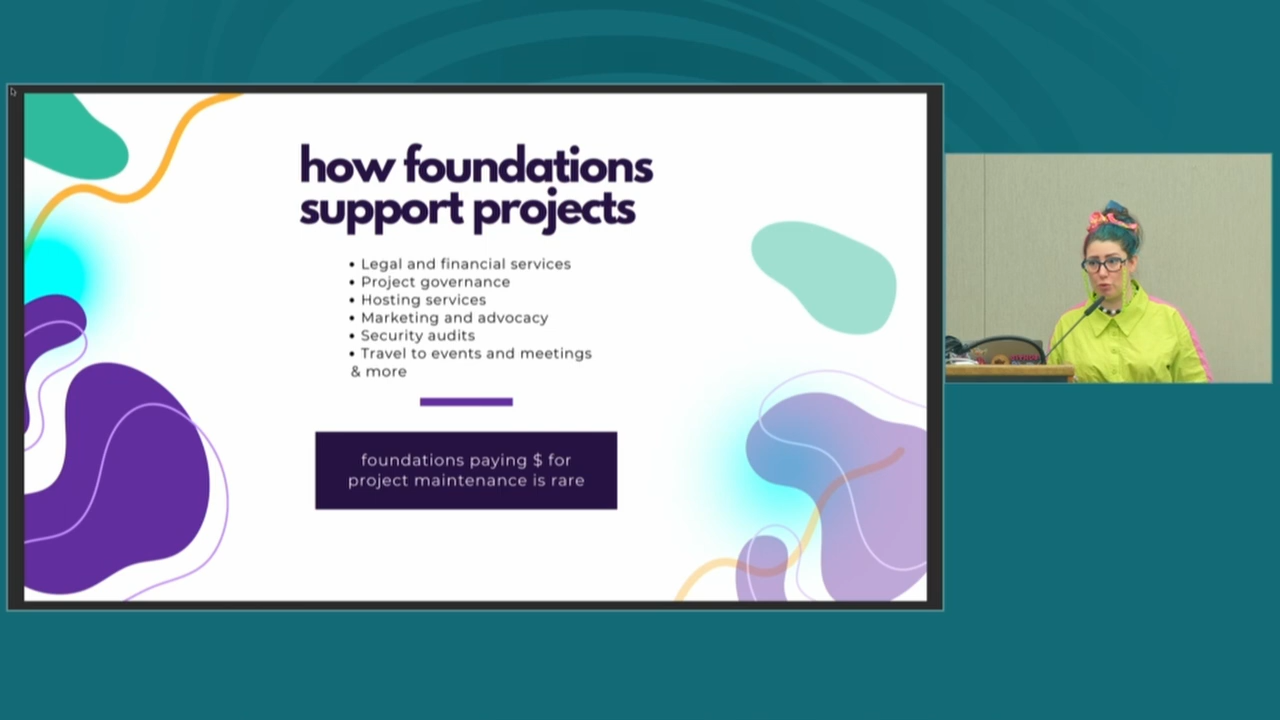 how foundations
support projects
• Legal and financial services
• Project governance
• Hosting services
• Marketing and advocacy
• Security audits
• Travel to events and meetings
& more
foundations paying $ for
project maintenance is rare